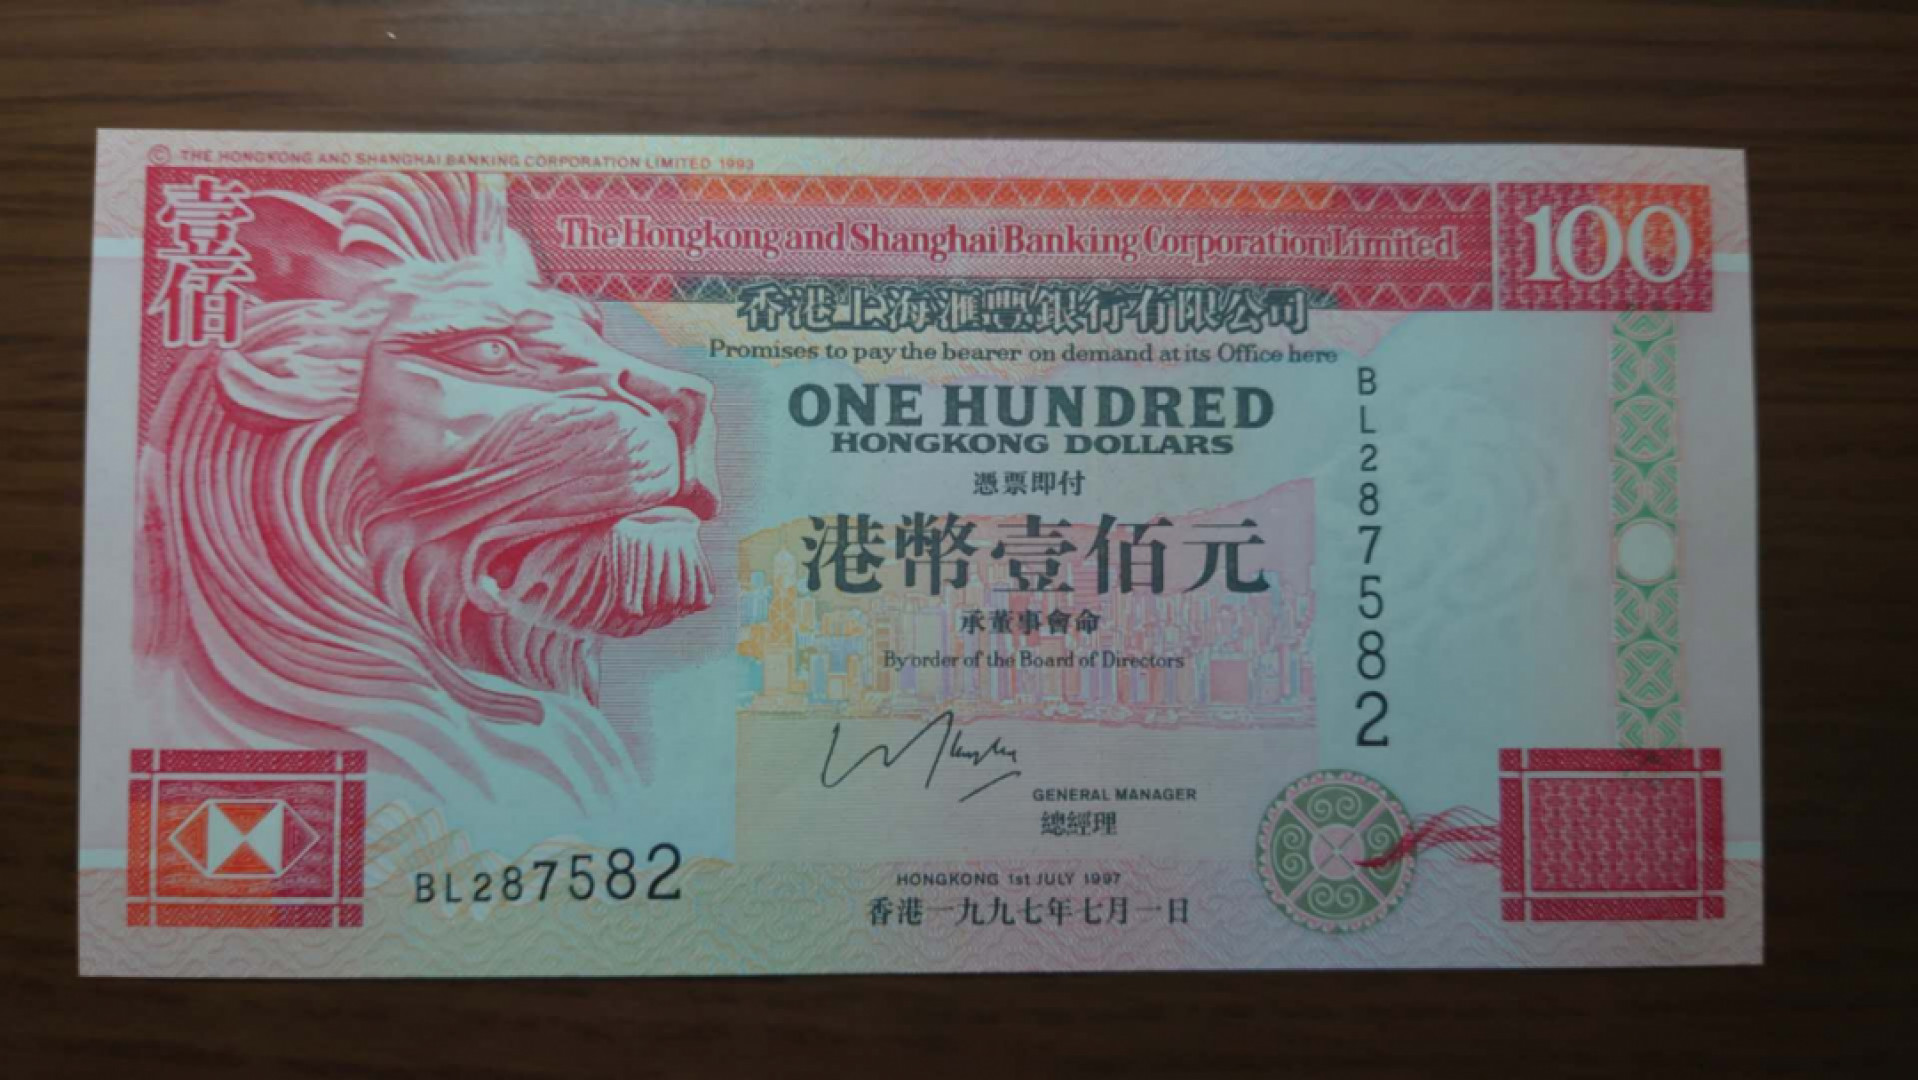 © THE HONGKONG AND SHANGHAI BANKING CORPORATION LIMITED 1993
壹佰
The Hongkong and Shanghai Banking Corporation Limited
100
香港上海滙豐銀行有限公司
Promises to pay the bearer on demand at its Office here
ONE HUNDRED
HONGKONG DOLLARS
憑票即付
港幣壹佰元
承董事會命
By order of the Board of Directors
BL287582
GENERAL MANAGER
總經理
BL287582
HONGKONG 1st JULY 1997
香港一九九七年七月一日